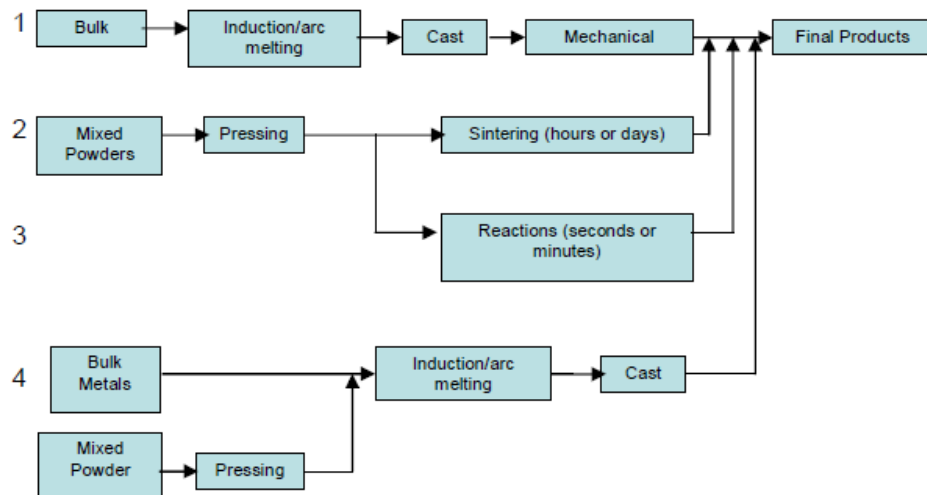 1
Bulk
Induction/arc
melting
Cast
Mechanical
Final Products
2
Mixed
Powders
Pressing
Sintering (hours or days)
3
Reactions (seconds or
minutes)
4
Bulk
Metals
Induction/arc
melting
Cast
Mixed
Powder
Pressing